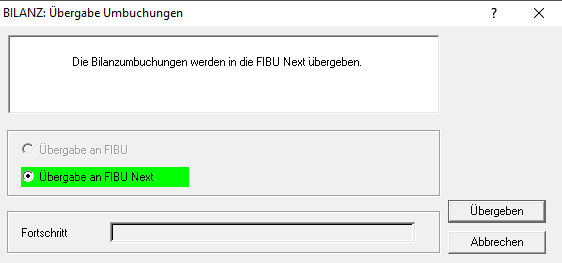 BILANZ: Übergabe Umbuchungen
Die Bilanzumbuchungen werden in die FIBU Next übergeben.
Übergabe an FIBU
Übergabe an FIBU Next
Übergeben
Fortschritt
Abbrechen